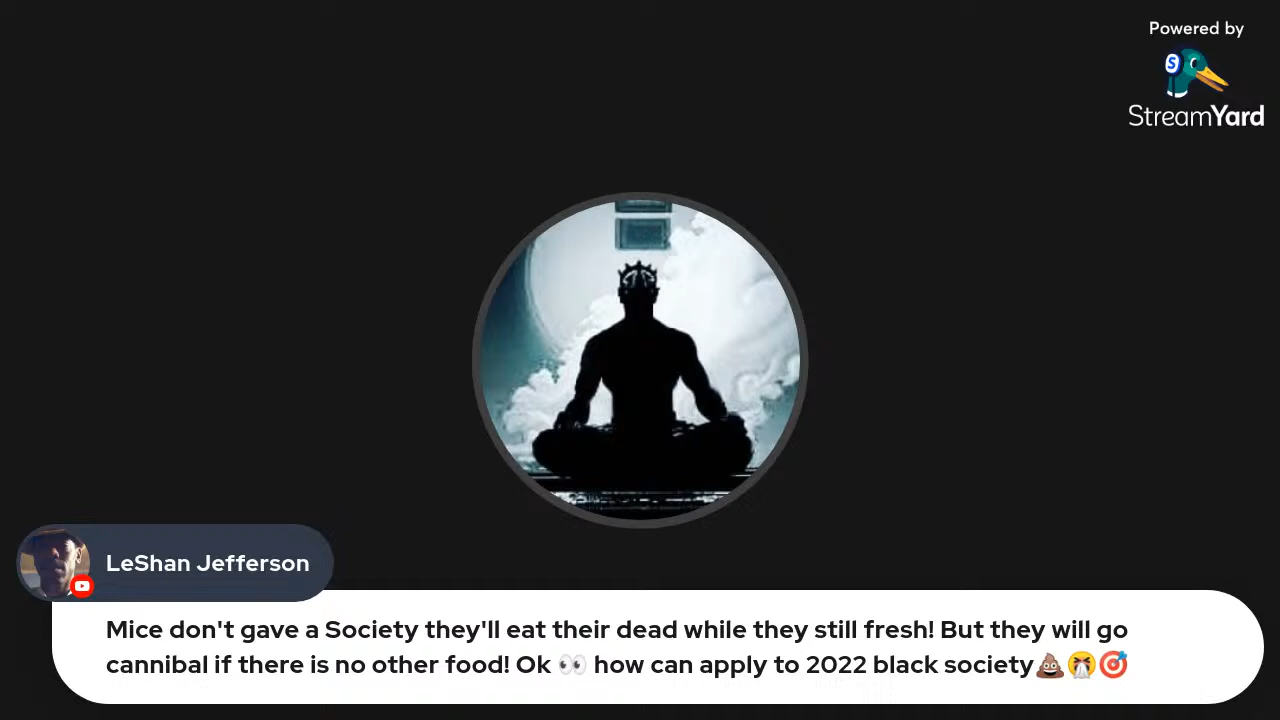 Powered by
S
StreamYard
LeShan Jefferson
Mice don't gave a Society they'll eat their dead while they still fresh! But they will go
cannibal if there is no other food! Ok 👀 how can apply to 2022 black society💩🤧🎯